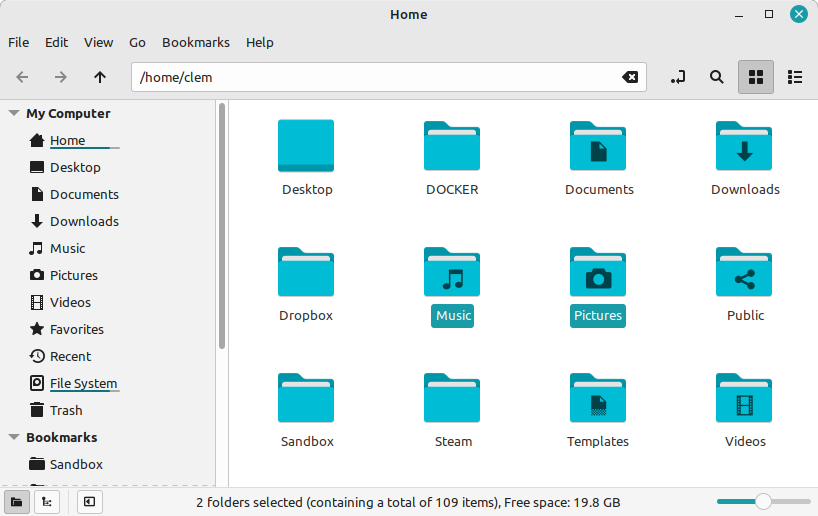 Home
File Edit View Go Bookmarks Help
/home/clem
My Computer
Home
Desktop
Documents
Downloads
Music
Pictures
Videos
Favorites
Recent
File System
Trash
Bookmarks
Sandbox
Desktop DOCKER Documents Downloads
Dropbox Music Pictures Public
Sandbox Steam Templates Videos
2 folders selected (containing a total of 109 items), Free space: 19.8 GB